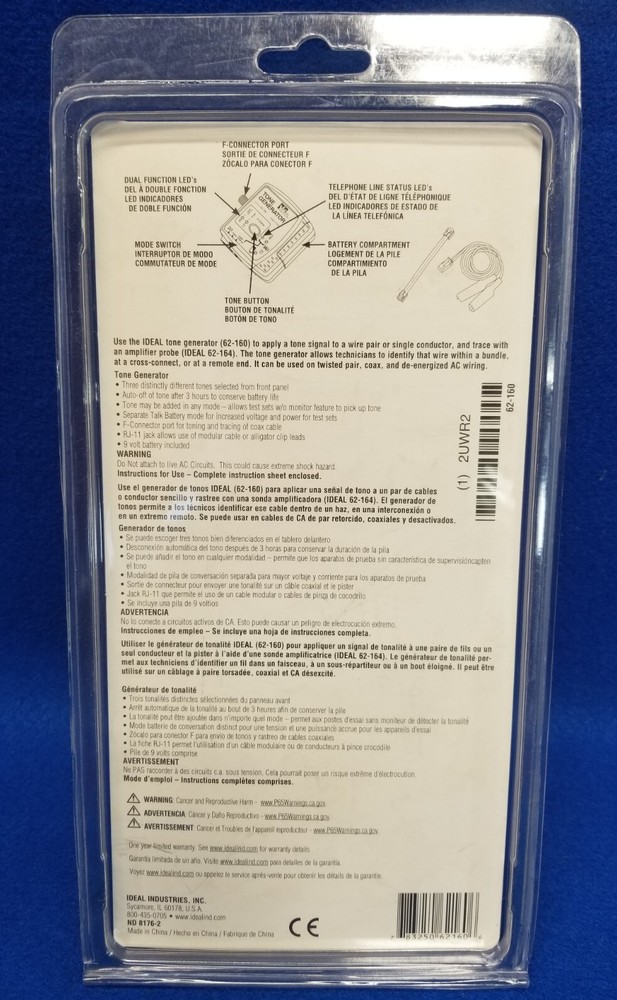 F-CONNECTOR PORT
SORTIE DE CONNECTEUR F
ZÓCALO PARA CONECTOR F
DUAL FUNCTION LED's
DEL À DOUBLE FONCTION
LED INDICADORES
DE DOBLE FUNCIÓN
TELEPHONE LINE STATUS LED's
DEL D'ÉTAT DE LIGNE TÉLÉPHONIQUE
LED INDICADORES DE ESTADO DE
LA LÍNEA TELEFÓNICA
TONE
GENERATOR
MODE SWITCH
INTERRUPTOR DE MODO
COMMUTATEUR DE MODE
BATTERY COMPARTMENT
LOGEMENT DE LA PILE
COMPARTIMIENTO
DE LA PILA
TONE BUTTON
BOUTON DE TONALITÉ
BOTÓN DE TONO
Use the IDEAL tone generator (62-160) to apply a tone signal to a wire pair or single conductor, and trace with
an amplifier probe (IDEAL 62-164). The tone generator allows technicians to identify that wire within a bundle,
at a cross-connect, or at a remote end. It can be used on twisted pair, coax, and de-energized AC wiring.
Tone Generator
• Three distinctly different tones selected from front panel
• Auto-off of tone after 3 hours to conserve battery life
• Tone may be added in any mode – allows test sets w/o monitor feature to pick up tone
• Separate Talk Battery mode for increased voltage and power for test sets
• F-Connector port for toning and tracing of coax cable
• RJ-11 jack allows use of modular cable or alligator clip leads
• 9 volt battery included
WARNING
Do Not attach to live AC Circuits. This could cause extreme shock hazard.
Instructions for Use – Complete instruction sheet enclosed.
62-160
(1) 2UWR2
Use el generador de tonos IDEAL (62-160) para aplicar una señal de tono a un par de cables
o conductor sencillo y rastree con una sonda amplificadora (IDEAL 62-164). El generador de
tonos permite a los técnicos identificar ese cable dentro de un haz, en una interconexión o
en un extremo remoto. Se puede usar en cables de CA de par retorcido, coaxiales y desactivados.
Generador de tonos
• Se puede escoger tres tonos bien diferenciados en el tablero delantero
• Desconexión automática del tono después de 3 horas para conservar la duración de la pila
• Se puede añadir el tono en cualquier modalidad – permite que los aparatos de prueba sin característica de supervisióncapten
el tono
• Modalidad de pila de conversación separada para mayor voltaje y corriente para los aparatos de prueba
• Sortie de connecteur pour envoyer une tonalité sur un câble coaxial et le pister
• Jack RJ-11 que permite el uso de un cable modular o cables de pinza de cocodrilo
• Se incluye una pila de 9 voltios
ADVERTENCIA
No lo conecte a circuitos activos de CA. Esto puede causar un peligro de electrocución extremo.
Instrucciones de empleo – Se incluye una hoja de instrucciones completa.
Utiliser le générateur de tonalité IDEAL (62-160) pour appliquer un signal de tonalité à une paire de fils ou un
seul conducteur et la pister à l'aide d'une sonde amplificatrice (IDEAL 62-164). Le générateur de tonalité per-
met aux techniciens d'identifier un fil dans un faisceau, à un sous-répartiteur ou à un bout éloigné. Il peut être
utilisé sur un câblage à paire torsadée, coaxial et CA désexcité.
Générateur de tonalité
• Trois tonalités distinctes sélectionnées du panneau avant
• Arrêt automatique de la tonalité au bout de 3 heures afin de conserver la pile
• La tonalité peut être ajoutée dans n'importe quel mode – permet aux postes d'essai sans moniteur de détecter la tonalité
• Mode batterie de conversation distinct pour une tension et une puissance accrue pour les appareils d'essai
• Zócalo para conector F para envío de tonos y rastreo de cables coaxiales
• La fiche RJ-11 permet l'utilisation d'un câble modulaire ou de conducteurs à pince crocodile
• Pile de 9 volts comprise
AVERTISSEMENT
Ne PAS raccorder à des circuits c.a. sous tension. Cela pourrait poser un risque extrême d'électrocution.
Mode d'emploi – Instructions complètes comprises.
WARNING Cancer and Reproductive Harm - www.P65Warnings.ca.gov.
ADVERTENCIA Cáncer y Daño Reproductivo - www.P65Warnings.ca.gov.
AVERTISSEMENT Cancer et Troubles de l'appareil reproducteur - www.P65Warnings.ca.gov.
One year limited warranty. See www.idealind.com for warranty details.
Garantía limitada de un año. Visite www.idealind.com para detalles de la garantía.
Voyez www.idealind.com ou appelez le service après-vente pour obtenir les détails de la garantie.
IDEAL INDUSTRIES, INC.
Sycamore, IL 60178, U.S.A.
800-435-0705 • www.idealind.com
ND 8176-2
Made in China / Hecho en China / Fabrique de China
CE
7 83250 62160 6